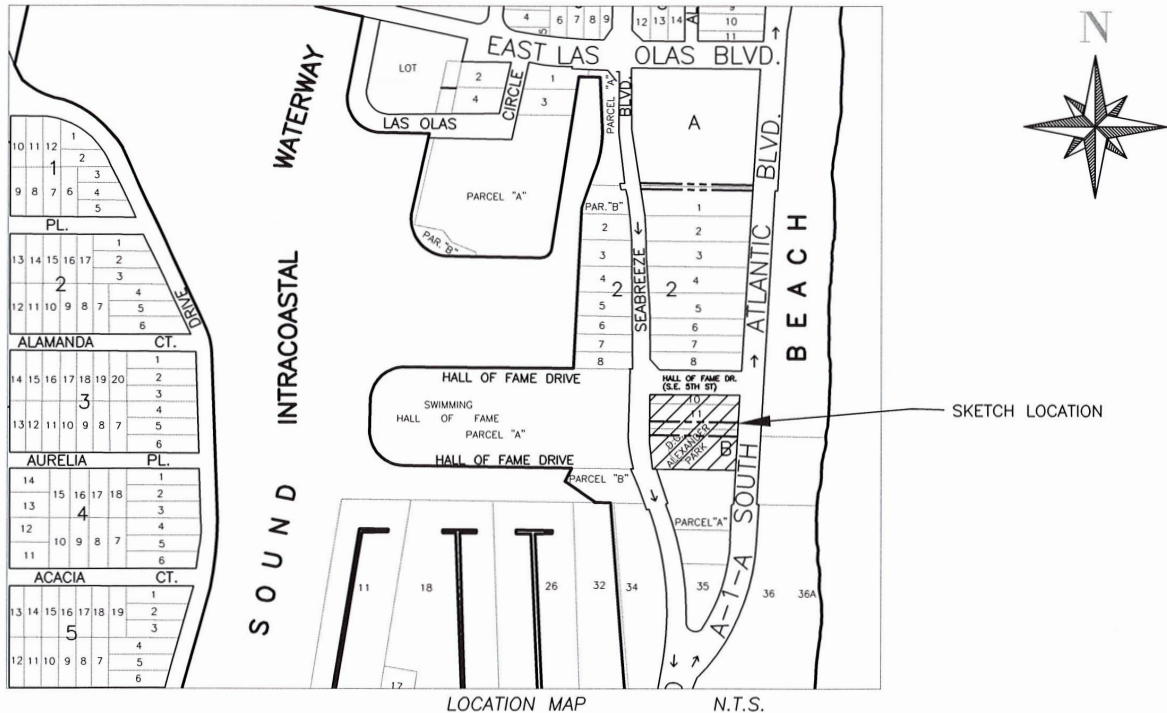 N
4
6 7 8 9
12 13 14
9
10
11
EAST LAS OLAS BLVD.
LOT
2
1
4
3
CIRCLE
LAS OLAS
PARCEL "A"
BLVD.
A
WATERWAY
INTRACOASTAL
SOUND
PARCEL "A"
PAR. "B"
PAR. "B"
1
2
2
3
3
4
4
2
2
5
5
6
6
7
7
8
8
SEABREEZE
ATLANTIC
BLVD.
BEACH
10 11 12
1
1
2
3
9 8 7 6
4
5
PL.
13 14 15 16 17
1
2
3
2
12 11 10 9 8 7
4
5
6
DRIVE
ALAMANDA CT.
14 15 16 17 18 19 20
1
2
3
3
4
13 12 11 10 9 8 7
5
6
AURELIA PL.
14
15 16 17 18
1
2
13
3
4
4
12
10 9 8 7
5
11
6
ACACIA CT.
13 14 15 16 17 18 19
1
2
3
5
4
12 11 10 9 8 7
5
6
HALL OF FAME DRIVE
SWIMMING
HALL OF FAME
PARCEL "A"
HALL OF FAME DRIVE
PARCEL "B"
HALL OF FAME DR.
(S.E. 5TH ST)
10
11
D.C.
ALEXANDER
PARK
B
SKETCH LOCATION
PARCEL "A"
A-1-A SOUTH
11
18
26
32
34
35
36
36A
17
LOCATION MAP N.T.S.